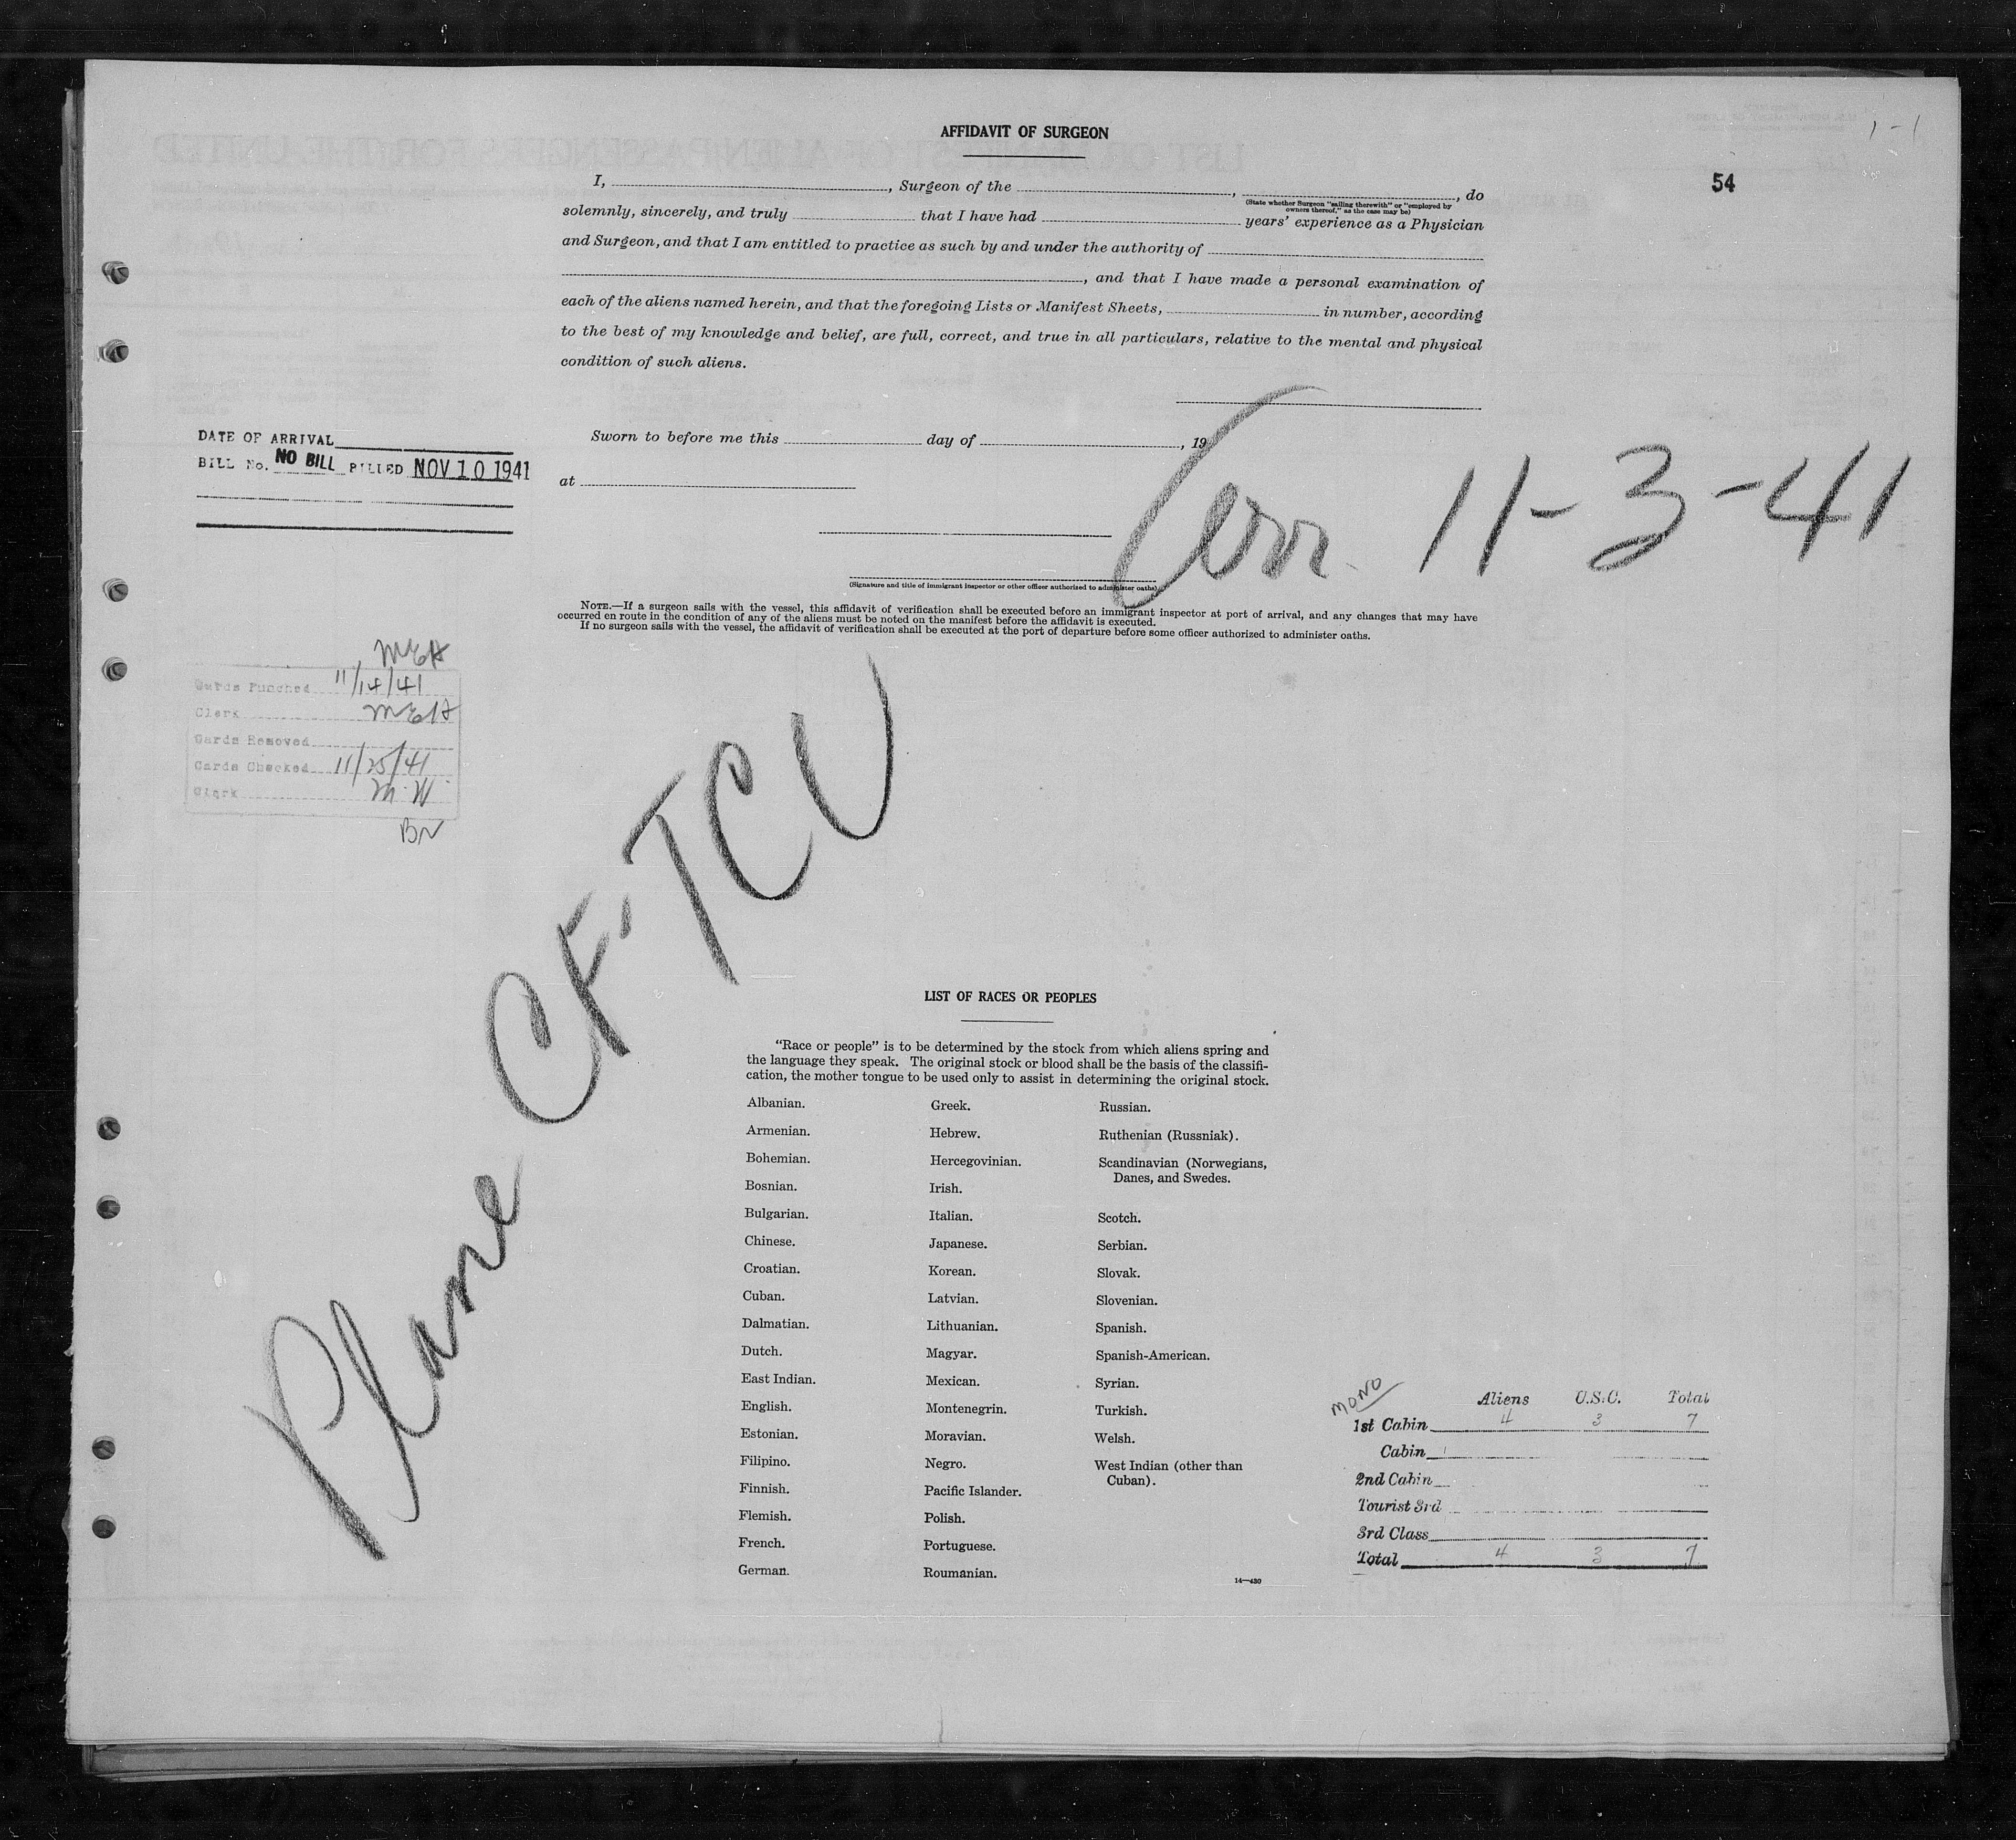 AFFIDAVIT OF SURGEON
1-1
54
I, , Surgeon of the , , do
(State whether Surgeon "sailing therewith" or "employed by
owners thereof," as the case may be)
solemnly, sincerely, and truly that I have had years' experience as a Physician
and Surgeon, and that I am entitled to practice as such by and under the authority of
, and that I have made a personal examination of
each of the aliens named herein, and that the foregoing Lists or Manifest Sheets, in number, according
to the best of my knowledge and belief, are full, correct, and true in all particulars, relative to the mental and physical
condition of such aliens.
DATE OF ARRIVAL
BILL No. NO BILL BILLED NOV 10 1941
Sworn to before me this day of , 19
at
11-3-41
(Signature and title of immigrant inspector or other officer authorized to administer oaths)
NOTE.—If a surgeon sails with the vessel, this affidavit of verification shall be executed before an immigrant inspector at port of arrival, and any changes that may have
occurred en route in the condition of any of the aliens must be noted on the manifest before the affidavit is executed.
If no surgeon sails with the vessel, the affidavit of verification shall be executed at the port of departure before some officer authorized to administer oaths.
MEH
Cards Punched 11/14/41
Clerk MEH
Cards Removed
Cards Checked 11/25/41
Clerk M.W.
Plane CF-TCU
LIST OF RACES OR PEOPLES
"Race or people" is to be determined by the stock from which aliens spring and
the language they speak. The original stock or blood shall be the basis of the classifi-
cation, the mother tongue to be used only to assist in determining the original stock.
Albanian.
Armenian.
Bohemian.
Bosnian.
Bulgarian.
Chinese.
Croatian.
Cuban.
Dalmatian.
Dutch.
East Indian.
English.
Estonian.
Filipino.
Finnish.
Flemish.
French.
German.
Greek.
Hebrew.
Hercegovinian.
Irish.
Italian.
Japanese.
Korean.
Latvian.
Lithuanian.
Magyar.
Mexican.
Montenegrin.
Moravian.
Negro.
Pacific Islander.
Polish.
Portuguese.
Roumanian.
Russian.
Ruthenian (Russniak).
Scandinavian (Norwegians,
Danes, and Swedes.
Scotch.
Serbian.
Slovak.
Slovenian.
Spanish.
Spanish-American.
Syrian.
Turkish.
Welsh.
West Indian (other than
Cuban).
14—430
MONO
Aliens U.S.C. Total
1st Cabin 4 3 7
Cabin
2nd Cabin
Tourist 3rd
3rd Class
Total 4 3 7